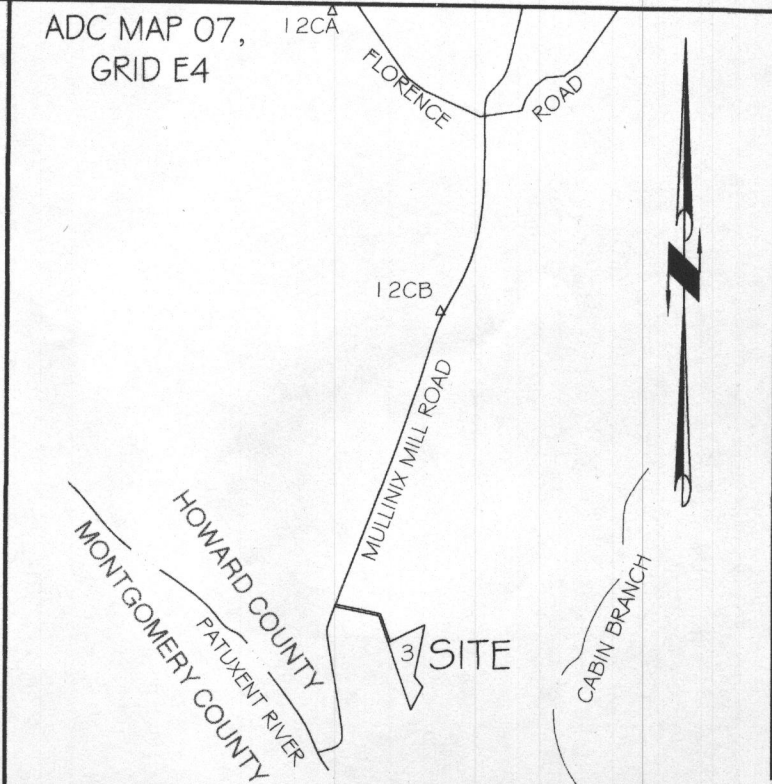 ADC MAP 07,
GRID E4
12CA
FLORENCE
ROAD
12CB
MULLINIX MILL ROAD
HOWARD COUNTY
MONTGOMERY COUNTY
PATUXENT RIVER
3
SITE
CABIN BRANCH
N